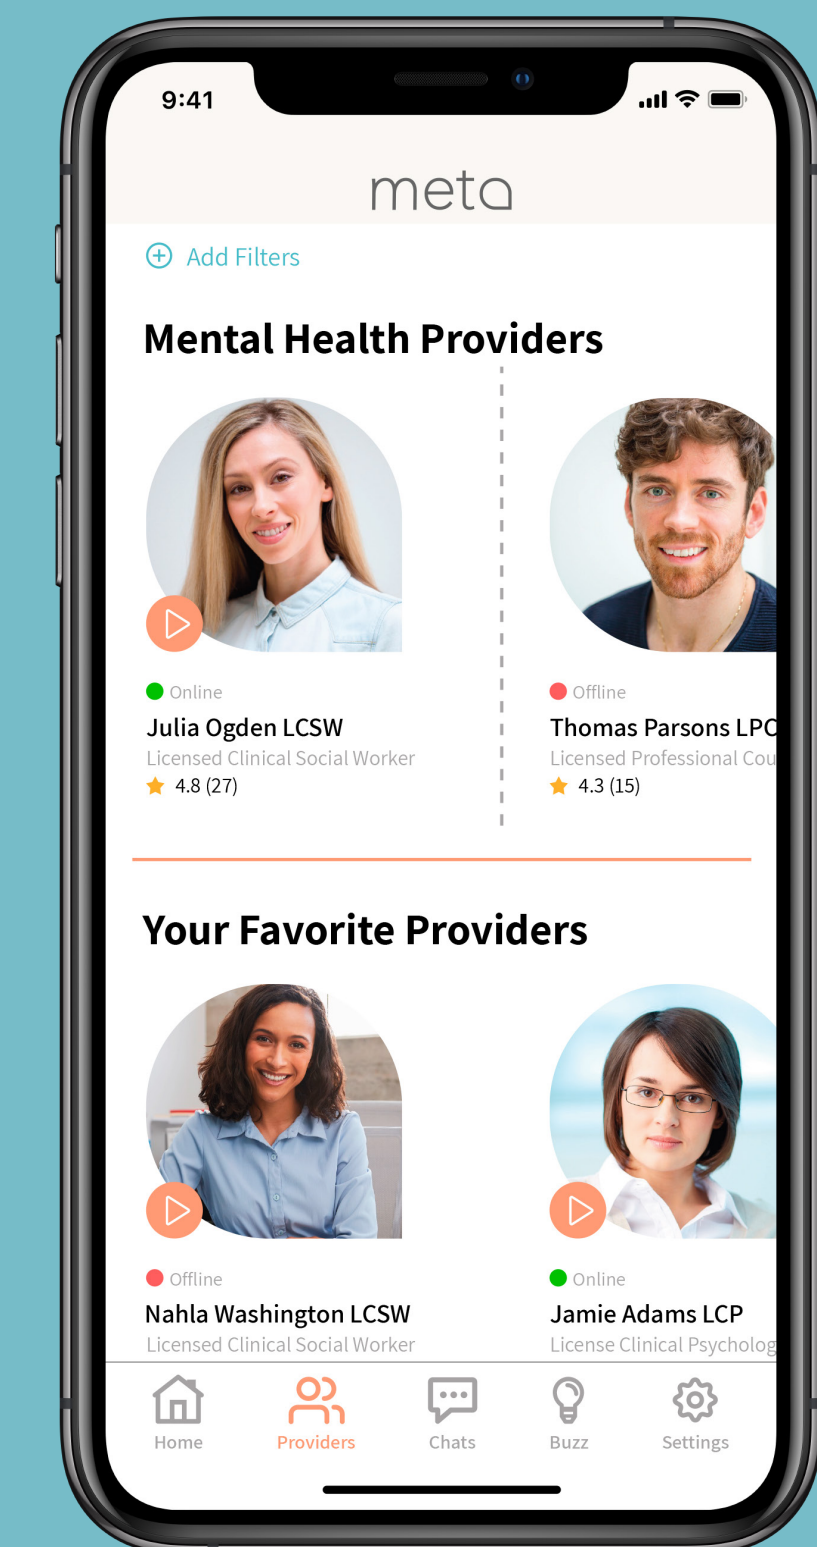 9:41
meta
Add Filters
Mental Health Providers
Online
Julia Ogden LCSW
Licensed Clinical Social Worker
4.8 (27)
Offline
Thomas Parsons LPC
Licensed Professional Cou
4.3 (15)
Your Favorite Providers
Offline
Nahla Washington LCSW
Licensed Clinical Social Worker
Online
Jamie Adams LCP
License Clinical Psycholog
Home
Providers
Chats
Buzz
Settings